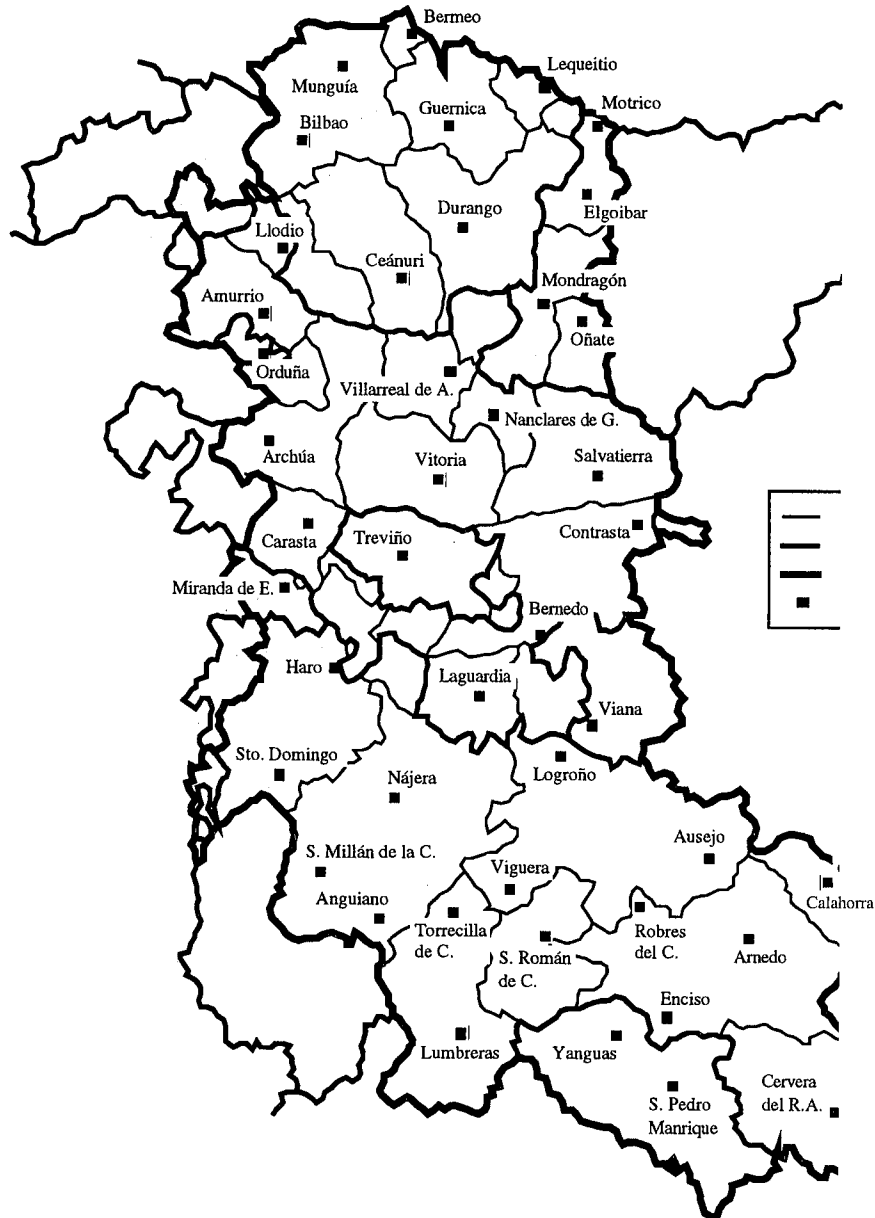 Bermeo
Lequeitio
Munguía
Motrico
Guernica
Bilbao
Durango
Elgoibar
Llodio
Ceánuri
Mondragón
Amurrio
Oñate
Orduña
Villarreal de A.
Nanclares de G.
Archúa
Vitoria
Salvatierra
Carasta
Treviño
Contrasta
Miranda de E.
Bernedo
Haro
Laguardia
Viana
Sto. Domingo
Logroño
Nájera
Ausejo
S. Millán de la C.
Viguera
Calahorra
Anguiano
Torrecilla
de C.
Robres
del C.
S. Román
de C.
Arnedo
Enciso
Lumbreras
Yanguas
Cervera
del R.A.
S. Pedro
Manrique